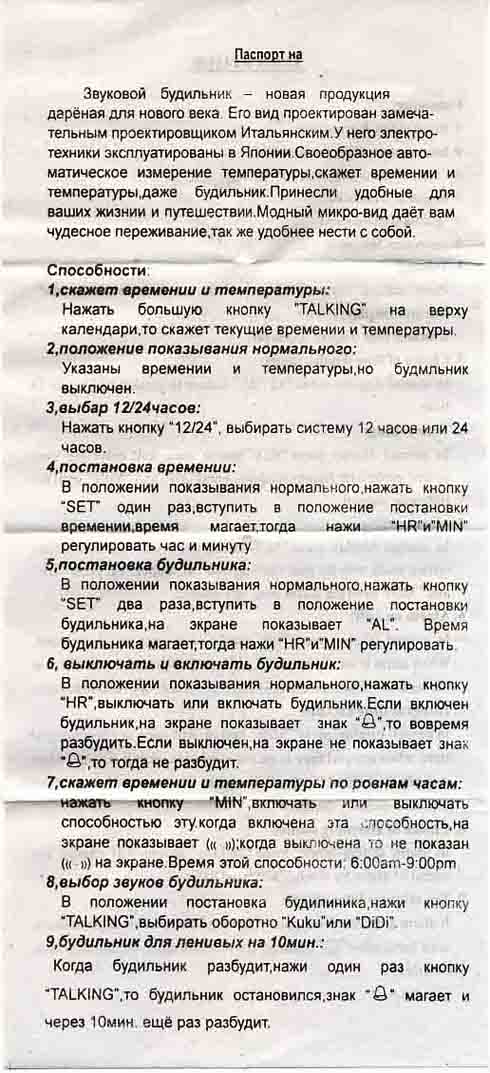 Паспорт на
Звуковой будильник – новая продукция
дарёная для нового века. Его вид проектирован замеча-
тельным проектировщиком Итальянским.У него электро-
техники эксплуатированы в Японии.Своеобразное авто-
матическое измерение температуры,скажет времении и
температуры,даже будильник.Принесли удобные для
ваших жизнии и путешествии.Модный микро-вид даёт вам
чудесное переживание,так же удобнее нести с собой.
Способности:
1,скажет времении и температуры:
Нажать большую кнопку "TALKING" на верху
календари,то скажет текущие времении и температуры.
2,положение показывания нормального:
Указаны времении и температуры,но будмльник
выключен.
3,выбар 12/24часов:
Нажать кнопку "12/24", выбирать систему 12 часов или 24
часов.
4,постановка времении:
В положении показывания нормального,нажать кнопку
"SET" один раз,вступить в положение постановки
времении,время магает,тогда нажи "HR"и"MIN"
регулировать час и минуту.
5,постановка будильника:
В положении показывания нормального,нажать кнопку
"SET" два раза,вступить в положение постановки
будильника,на экране показывает "AL". Время
будильника магает,тогда нажи "HR"и"MIN" регулировать.
6, выключать и включать будильник:
В положении показывания нормального,нажать кнопку
"HR",выключать или включать будильник.Если включен
будильник,на экране показывает знак "🔔",то вовремя
разбудить.Если выключен,на экране не показывает знак
"🔔",то тогда не разбудит.
7,скажет времении и температуры по ровнам часам:
нажать кнопку "MiN",включать или выключать
способностью эту.когда включена эта способность,на
экране показывает (« »);когда выключена то не показан
(« ») на экране.Время этой способности: 6:00am-9:00pm
8,выбор звуков будильника:
В положении постановка будилиника,нажи кнопку
"TALKING",выбирать оборотно "Kuku"или "DiDi".
9,будильник для ленивых на 10мин.:
Когда будильник разбудит,нажи один раз кнопку
"TALKING",то будильник остановился,знак "🔔" магает и
через 10мин. ещё раз разбудит.